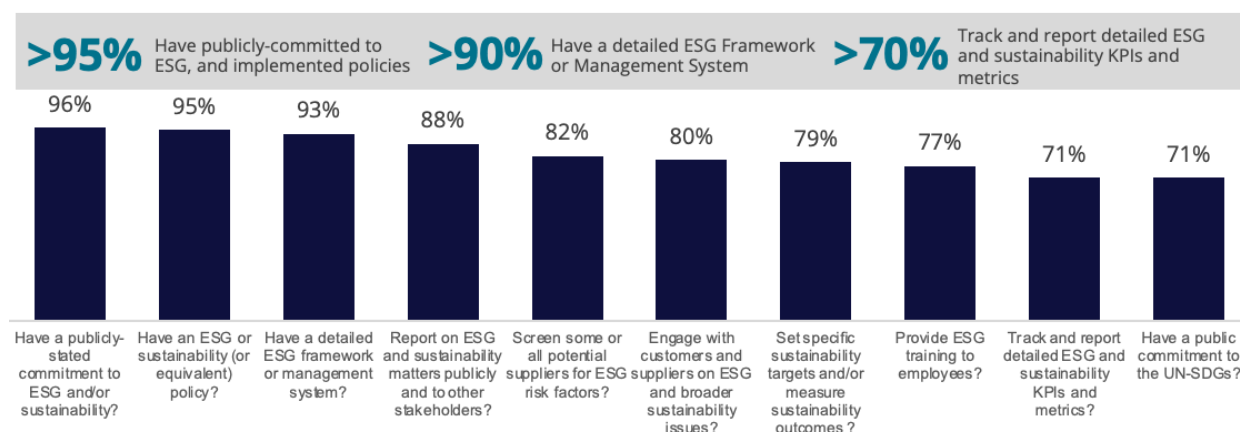 >95%
Have publicly-committed to
ESG, and implemented policies
>90%
Have a detailed ESG Framework
or Management System
>70%
Track and report detailed ESG
and sustainability KPIs and
metrics
96%
95%
93%
88%
82%
80%
79%
77%
71%
71%
Have a publicly-
stated
commitment to
ESG and/or
sustainability?
Have an ESG or
sustainability (or
equivalent)
policy?
Have a detailed
ESG framework
or management
system?
Report on ESG
and sustainability
matters publicly
and to other
stakeholders?
Screen some or
all potential
suppliers for ESG
risk factors?
Engage with
customers and
suppliers on ESG
and broader
sustainability
issues?
Set specific
sustainability
targets and/or
measure
sustainability
outcomes ?
Provide ESG
training to
employees?
Track and report
detailed ESG and
sustainability
KPIs and
metrics?
Have a public
commitment to
the UN-SDGs?